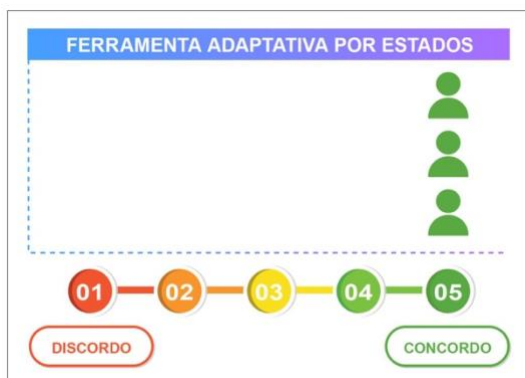 FERRAMENTA ADAPTATIVA POR ESTADOS
01 02 03 04 05
DISCORDO CONCORDO